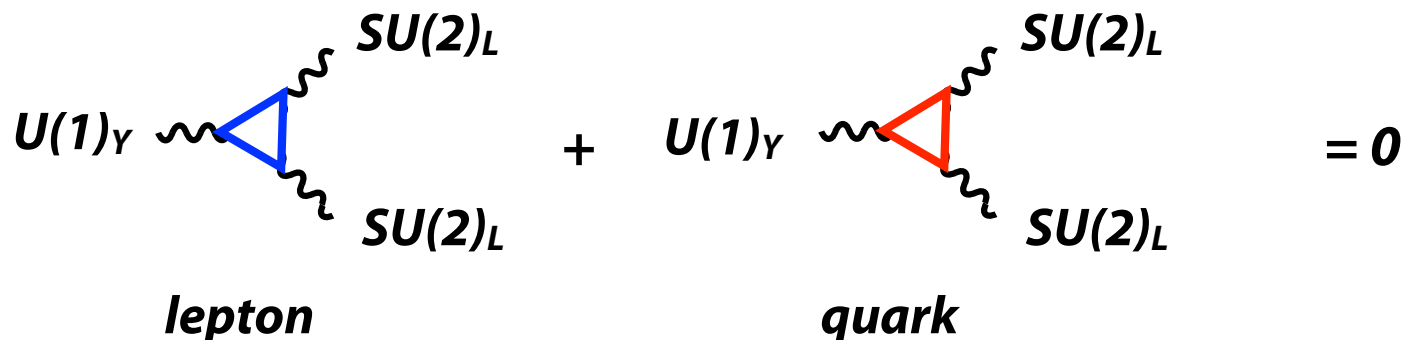 SU(2)L
SU(2)L
U(1)Y
+
U(1)Y
= 0
SU(2)L
SU(2)L
lepton
quark